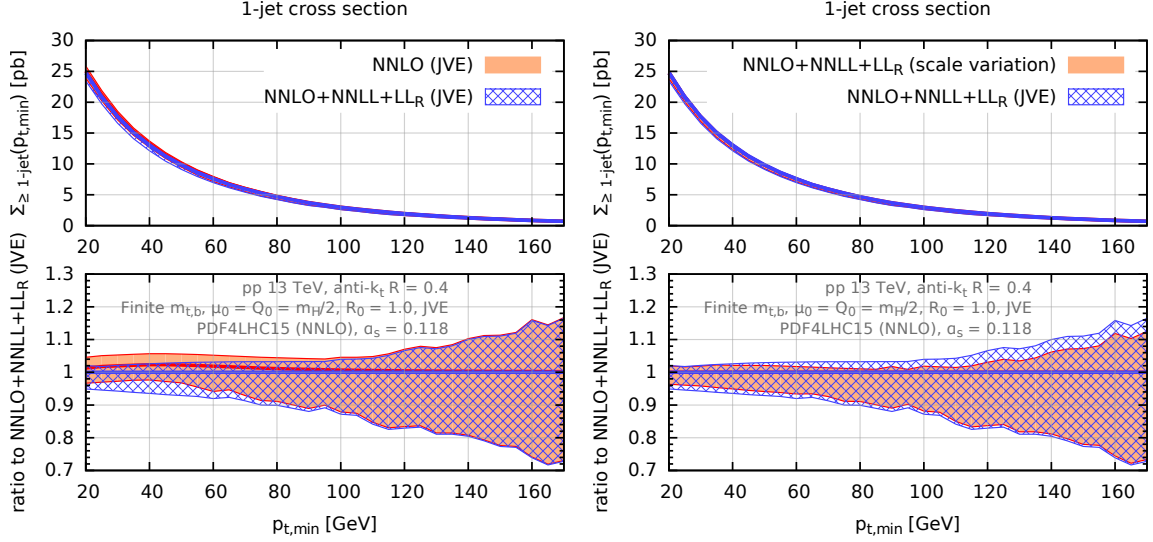 1-jet cross section
Σ≥ 1-jet(pt,min) [pb]
30
25
20
15
10
5
0
NNLO (JVE)
NNLO+NNLL+LLR (JVE)
20 40 60 80 100 120 140 160
ratio to NNLO+NNLL+LLR (JVE)
1.3
1.2
1.1
1
0.9
0.8
0.7
pp 13 TeV, anti-kt R = 0.4
Finite mt,b, μ0 = Q0 = mH/2, R0 = 1.0, JVE
PDF4LHC15 (NNLO), αs = 0.118
20 40 60 80 100 120 140 160
pt,min [GeV]
1-jet cross section
Σ≥ 1-jet(pt,min) [pb]
30
25
20
15
10
5
0
NNLO+NNLL+LLR (scale variation)
NNLO+NNLL+LLR (JVE)
20 40 60 80 100 120 140 160
ratio to NNLO+NNLL+LLR (JVE)
1.3
1.2
1.1
1
0.9
0.8
0.7
pp 13 TeV, anti-kt R = 0.4
Finite mt,b, μ0 = Q0 = mH/2, R0 = 1.0, JVE
PDF4LHC15 (NNLO), αs = 0.118
20 40 60 80 100 120 140 160
pt,min [GeV]